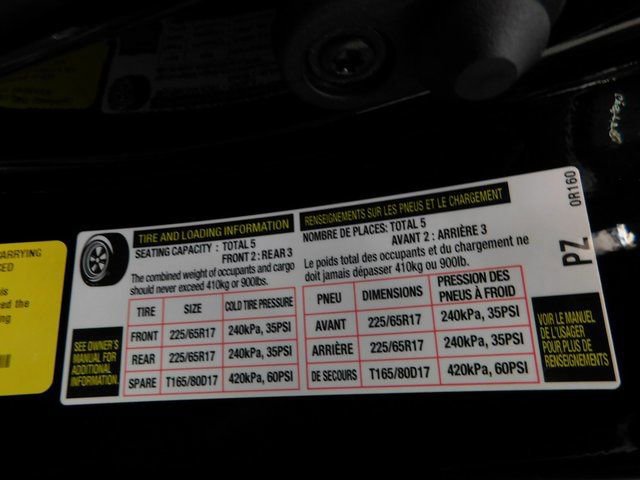 ARRYING
the
TIRE AND LOADING INFORMATION
SEATING CAPACITY : TOTAL 5
FRONT 2 : REAR 3
The combined weight of occupants and cargo
should never exceed 410kg or 900lbs.
TIRE SIZE COLD TIRE PRESSURE
FRONT 225/65R17 240kPa, 35PSI
REAR 225/65R17 240kPa, 35PSI
SPARE T165/80D17 420kPa, 60PSI
SEE OWNER'S
MANUAL FOR
ADDITIONAL
INFORMATION.
RENSEIGNEMENTS SUR LES PNEUS ET LE CHARGEMENT
NOMBRE DE PLACES: TOTAL 5
AVANT 2 : ARRIÈRE 3
Le poids total des occupants et du chargement ne
doit jamais dépasser 410kg ou 900lb.
PNEU DIMENSIONS PRESSION DES
PNEUS À FROID
AVANT 225/65R17 240kPa, 35PSI
ARRIÈRE 225/65R17 240kPa, 35PSI
DE SECOURS T165/80D17 420kPa, 60PSI
VOIR LE MANUEL
DE L'USAGER
POUR PLUS DE
RENSEIGNEMENTS
PZ
0R160